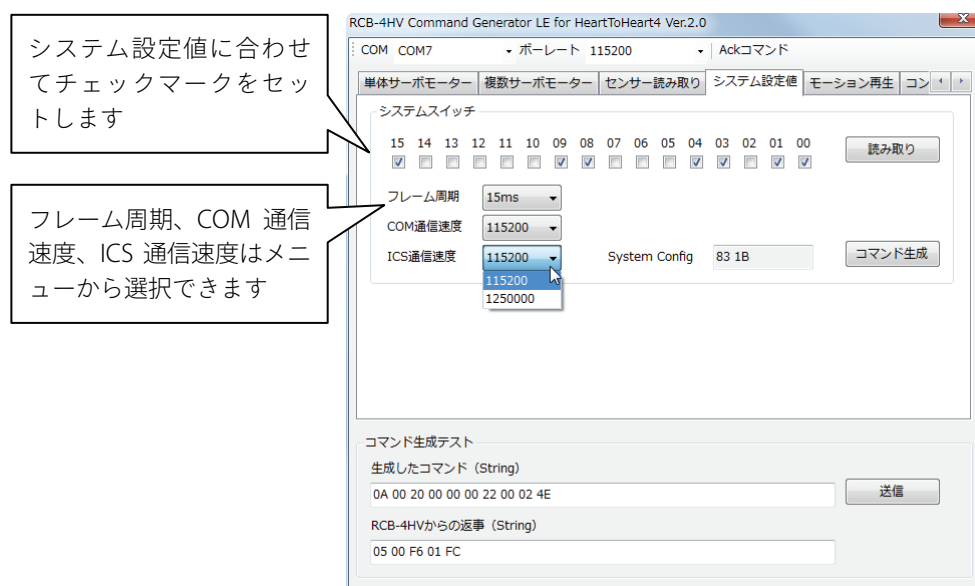 システム設定値に合わせ
てチェックマークをセッ
トします
フレーム周期、COM 通信
速度、ICS 通信速度はメニ
ューから選択できます
RCB-4HV Command Generator LE for HeartToHeart4 Ver.2.0
COM COM7 ボーレート 115200 Ackコマンド
単体サーボモーター 複数サーボモーター センサー読み取り システム設定値 モーション再生 コン
システムスイッチ
15 14 13 12 11 10 09 08 07 06 05 04 03 02 01 00
読み取り
フレーム周期 15ms
COM通信速度 115200
ICS通信速度 115200 System Config 83 1B コマンド生成
115200
1250000
コマンド生成テスト
生成したコマンド（String）
0A 00 20 00 00 00 22 00 02 4E 送信
RCB-4HVからの返事（String）
05 00 F6 01 FC